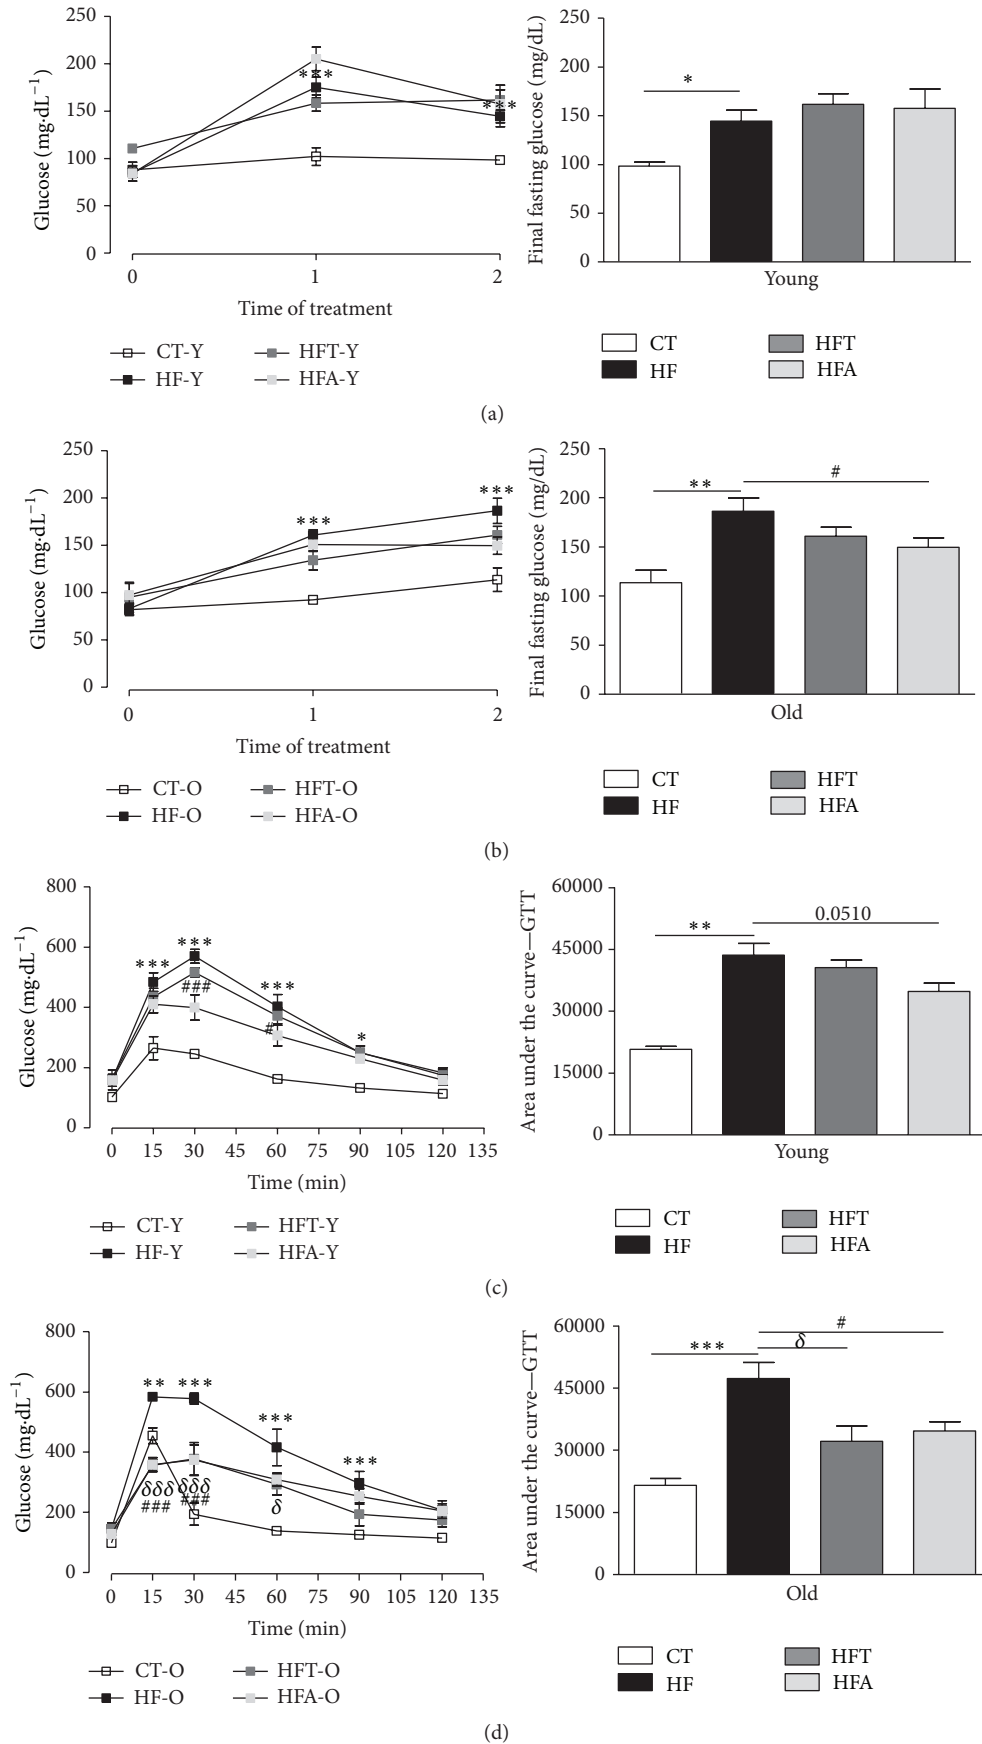 250
200
150
100
50
0
Glucose (mg·dL⁻¹)
***
***
0 1 2
Time of treatment
CT-Y HFT-Y
HF-Y HFA-Y
250
200
150
100
50
0
Final fasting glucose (mg/dL)
*
Young
CT HFT
HF HFA
(a)
250
200
150
100
50
0
Glucose (mg·dL⁻¹)
***
***
0 1 2
Time of treatment
CT-O HFT-O
HF-O HFA-O
250
200
150
100
50
0
Final fasting glucose (mg/dL)
**
#
Old
CT HFT
HF HFA
(b)
800
600
400
200
0
Glucose (mg·dL⁻¹)
***
***
###
***
#
*
0 15 30 45 60 75 90 105 120 135
Time (min)
CT-Y HFT-Y
HF-Y HFA-Y
60000
45000
30000
15000
0
Area under the curve—GTT
**
0.0510
Young
CT HFT
HF HFA
(c)
800
600
400
200
0
Glucose (mg·dL⁻¹)
** ***
***
***
δδδ δδδ
### ###
δ
0 15 30 45 60 75 90 105 120 135
Time (min)
CT-O HFT-O
HF-O HFA-O
60000
45000
30000
15000
0
Area under the curve—GTT
***
δ
#
Old
CT HFT
HF HFA
(d)